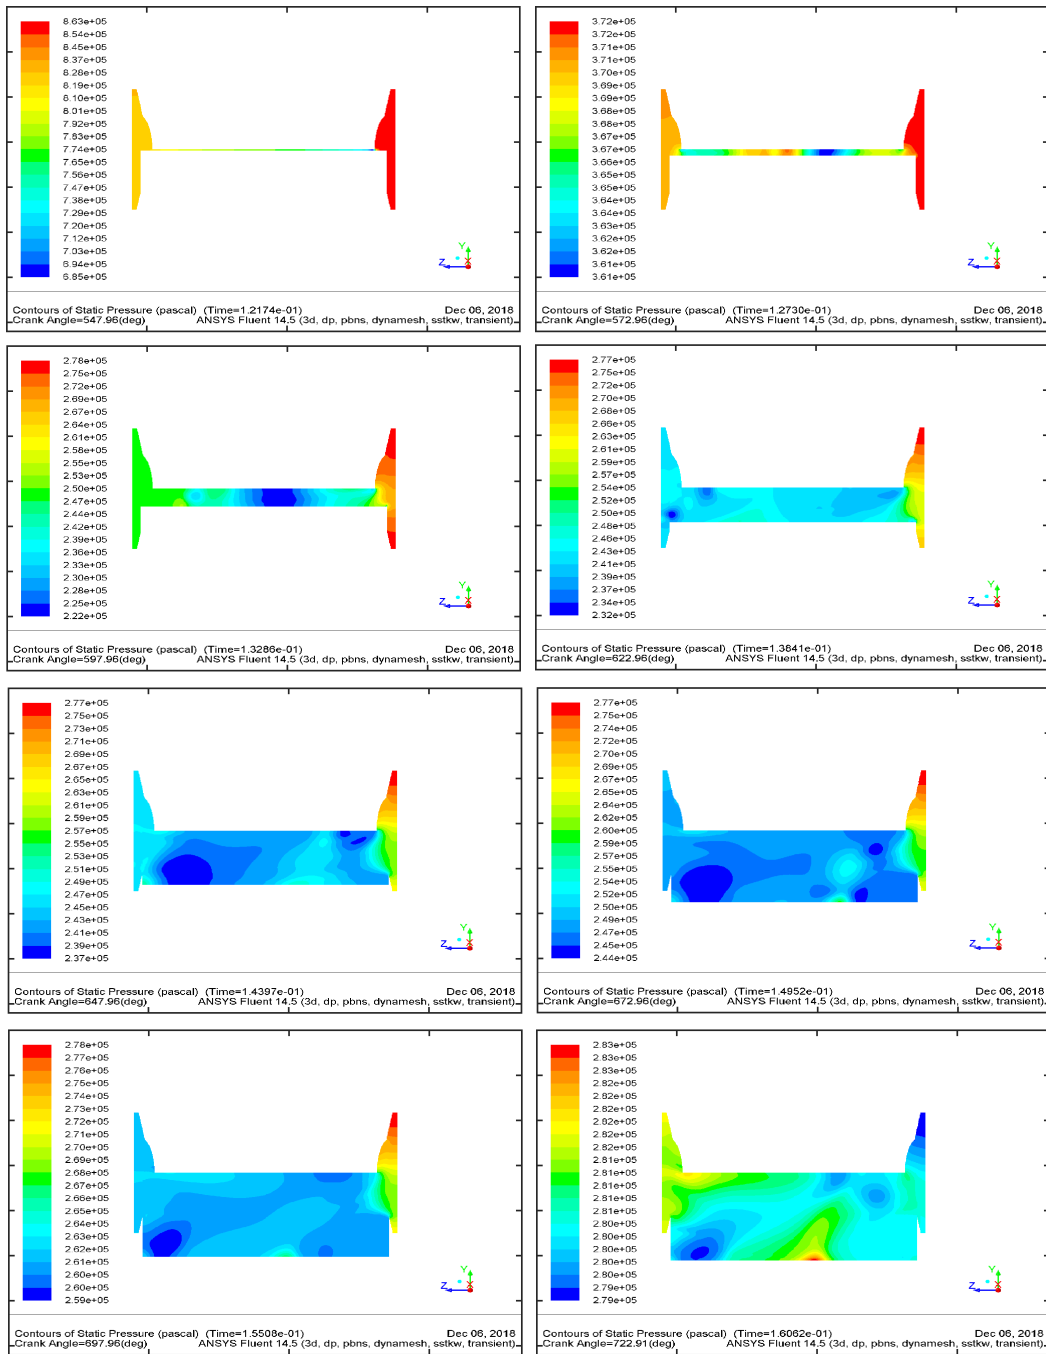 8.63e+05
8.54e+05
8.45e+05
8.37e+05
8.28e+05
8.19e+05
8.10e+05
8.01e+05
7.92e+05
7.83e+05
7.74e+05
7.65e+05
7.56e+05
7.47e+05
7.38e+05
7.29e+05
7.20e+05
7.12e+05
7.03e+05
6.94e+05
6.85e+05
Y
Z
X
Contours of Static Pressure (pascal) (Time=1.2174e-01) Dec 06, 2018
Crank Angle=547.96(deg) ANSYS Fluent 14.5 (3d, dp, pbns, dynamesh, sstkw, transient)
3.72e+05
3.72e+05
3.71e+05
3.70e+05
3.70e+05
3.69e+05
3.69e+05
3.68e+05
3.68e+05
3.67e+05
3.67e+05
3.66e+05
3.65e+05
3.65e+05
3.64e+05
3.64e+05
3.63e+05
3.62e+05
3.62e+05
3.61e+05
3.61e+05
Y
Z
X
Contours of Static Pressure (pascal) (Time=1.2730e-01) Dec 06, 2018
Crank Angle=572.96(deg) ANSYS Fluent 14.5 (3d, dp, pbns, dynamesh, sstkw, transient)
2.78e+05
2.75e+05
2.72e+05
2.69e+05
2.67e+05
2.64e+05
2.61e+05
2.58e+05
2.55e+05
2.53e+05
2.50e+05
2.47e+05
2.44e+05
2.42e+05
2.39e+05
2.36e+05
2.33e+05
2.30e+05
2.28e+05
2.25e+05
2.22e+05
Y
Z
X
Contours of Static Pressure (pascal) (Time=1.3286e-01) Dec 06, 2018
Crank Angle=597.96(deg) ANSYS Fluent 14.5 (3d, dp, pbns, dynamesh, sstkw, transient)
2.77e+05
2.75e+05
2.72e+05
2.70e+05
2.68e+05
2.66e+05
2.63e+05
2.61e+05
2.59e+05
2.57e+05
2.54e+05
2.52e+05
2.50e+05
2.48e+05
2.46e+05
2.43e+05
2.41e+05
2.39e+05
2.37e+05
2.34e+05
2.32e+05
Y
Z
X
Contours of Static Pressure (pascal) (Time=1.3841e-01) Dec 06, 2018
Crank Angle=622.96(deg) ANSYS Fluent 14.5 (3d, dp, pbns, dynamesh, sstkw, transient)
2.77e+05
2.75e+05
2.73e+05
2.71e+05
2.69e+05
2.67e+05
2.65e+05
2.63e+05
2.61e+05
2.59e+05
2.57e+05
2.55e+05
2.53e+05
2.51e+05
2.49e+05
2.47e+05
2.45e+05
2.43e+05
2.41e+05
2.39e+05
2.37e+05
Y
Z
X
Contours of Static Pressure (pascal) (Time=1.4397e-01) Dec 06, 2018
Crank Angle=647.96(deg) ANSYS Fluent 14.5 (3d, dp, pbns, dynamesh, sstkw, transient)
2.77e+05
2.75e+05
2.74e+05
2.72e+05
2.70e+05
2.69e+05
2.67e+05
2.65e+05
2.64e+05
2.62e+05
2.60e+05
2.59e+05
2.57e+05
2.55e+05
2.54e+05
2.52e+05
2.50e+05
2.49e+05
2.47e+05
2.45e+05
2.44e+05
Y
Z
X
Contours of Static Pressure (pascal) (Time=1.4952e-01) Dec 06, 2018
Crank Angle=672.96(deg) ANSYS Fluent 14.5 (3d, dp, pbns, dynamesh, sstkw, transient)
2.78e+05
2.77e+05
2.76e+05
2.75e+05
2.74e+05
2.73e+05
2.72e+05
2.71e+05
2.70e+05
2.69e+05
2.68e+05
2.67e+05
2.66e+05
2.65e+05
2.64e+05
2.63e+05
2.62e+05
2.61e+05
2.60e+05
2.60e+05
2.59e+05
Y
Z
X
Contours of Static Pressure (pascal) (Time=1.5508e-01) Dec 06, 2018
Crank Angle=697.96(deg) ANSYS Fluent 14.5 (3d, dp, pbns, dynamesh, sstkw, transient)
2.83e+05
2.83e+05
2.83e+05
2.82e+05
2.82e+05
2.82e+05
2.82e+05
2.82e+05
2.82e+05
2.81e+05
2.81e+05
2.81e+05
2.81e+05
2.81e+05
2.80e+05
2.80e+05
2.80e+05
2.80e+05
2.80e+05
2.79e+05
2.79e+05
Y
Z
X
Contours of Static Pressure (pascal) (Time=1.6062e-01) Dec 06, 2018
Crank Angle=722.91(deg) ANSYS Fluent 14.5 (3d, dp, pbns, dynamesh, sstkw, transient)